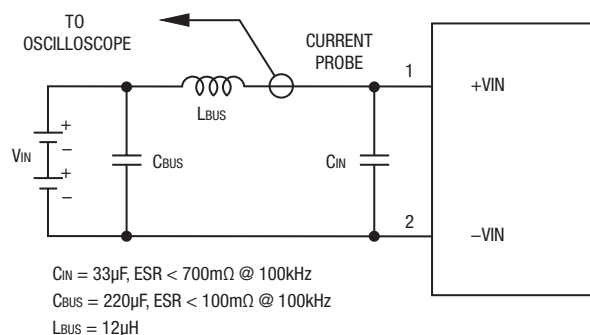 TO
OSCILLOSCOPE
CURRENT
PROBE
LBUS
VIN
+
–
+
–
CBUS
CIN
1
+VIN
2
–VIN
CIN = 33µF, ESR < 700mΩ @ 100kHz
CBUS = 220µF, ESR < 100mΩ @ 100kHz
LBUS = 12µH